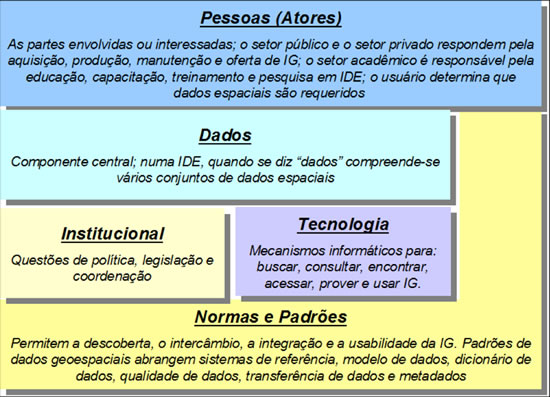 Pessoas (Atores)
As partes envolvidas ou interessadas; o setor público e o setor privado respondem pela
aquisição, produção, manutenção e oferta de IG; o setor acadêmico é responsável pela
educação, capacitação, treinamento e pesquisa em IDE; o usuário determina que
dados espaciais são requeridos
Dados
Componente central; numa IDE, quando se diz “dados” compreende-se
vários conjuntos de dados espaciais
Institucional
Questões de política, legislação e
coordenação
Tecnologia
Mecanismos informáticos para:
buscar, consultar, encontrar,
acessar, prover e usar IG.
Normas e Padrões
Permitem a descoberta, o intercâmbio, a integração e a usabilidade da IG. Padrões de
dados geoespaciais abrangem sistemas de referência, modelo de dados, dicionário de
dados, qualidade de dados, transferência de dados e metadados